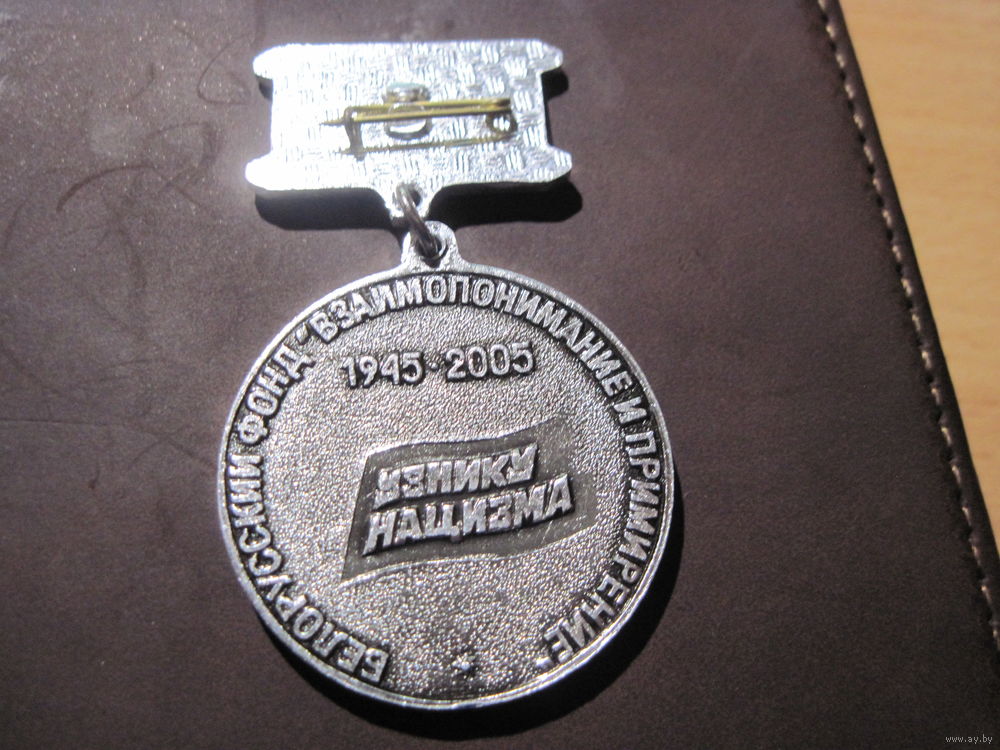 БЕЛОРУССКИЙ ФОНД "ВЗАИМОПОНИМАНИЕ И ПРИМИРЕНИЕ"
1945·2005
УЗНИКУ
НАЦИЗМА
www.ay.by